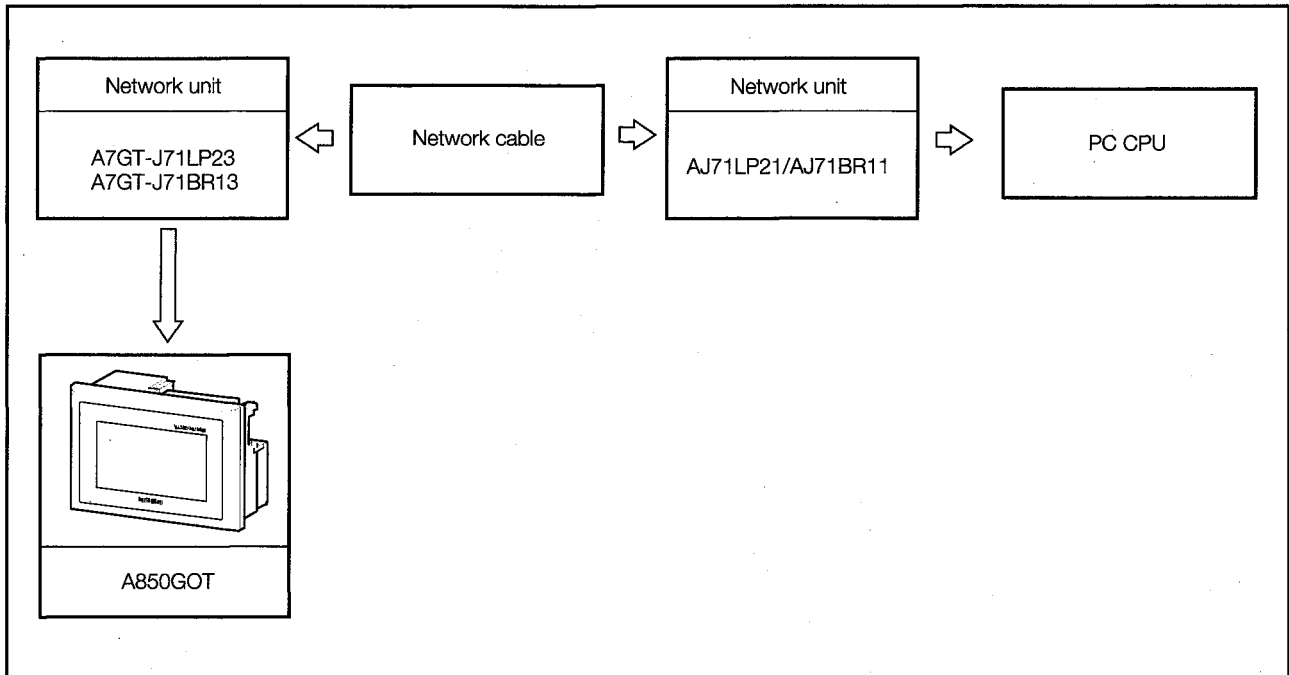 Network unit
A7GT-J71LP23
A7GT-J71BR13
Network cable
Network unit
AJ71LP21/AJ71BR11
PC CPU
A850GOT